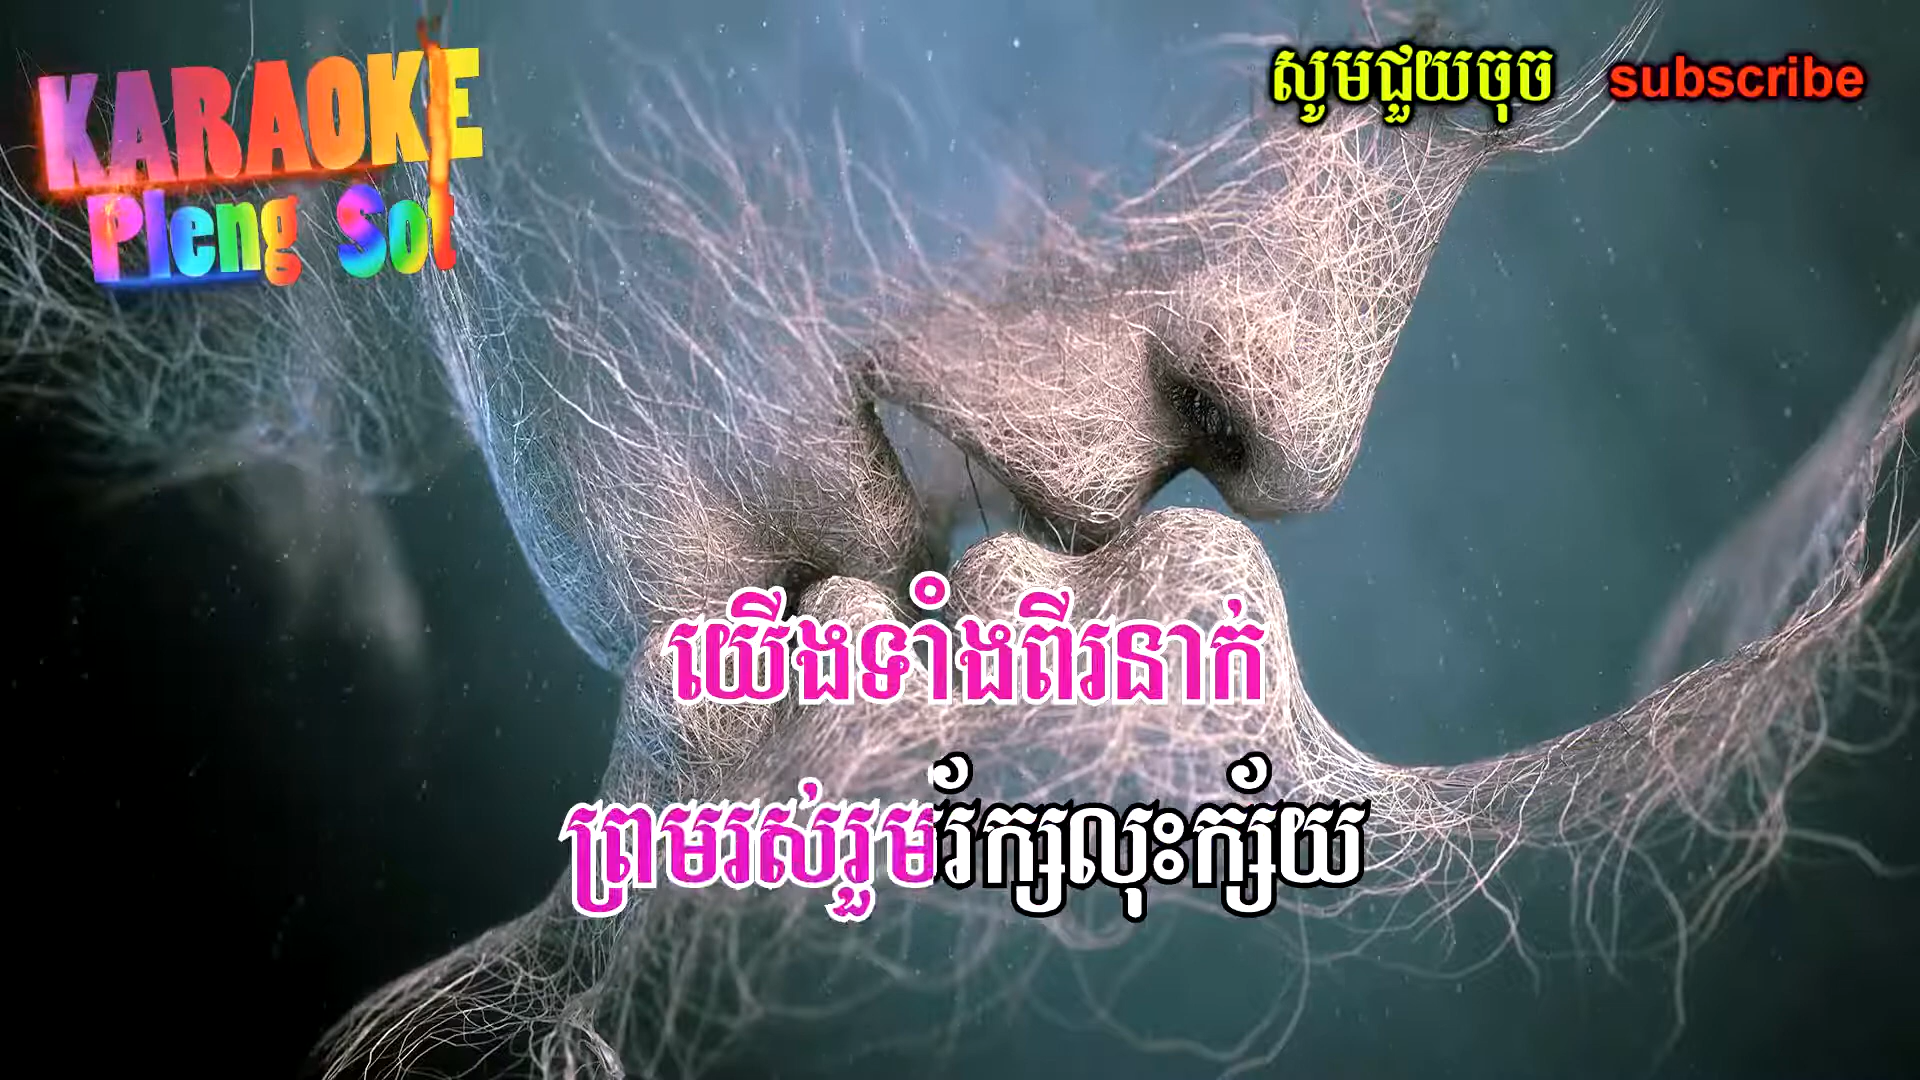 KARAOKE
Pleng Sot
សូមជួយចុច subscribe
យើងទាំងពីរនាក់
ព្រមរស់រួមរ័ក្សលុះក្ស័យ